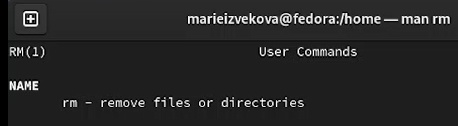 marieizvekova@fedora:/home — man rm
RM(1) User Commands
NAME
rm - remove files or directories